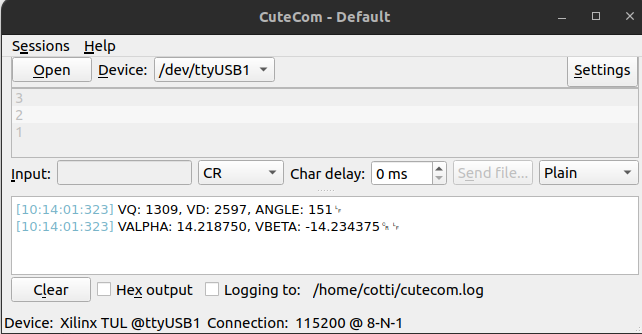 CuteCom - Default
Sessions Help
Open Device: /dev/ttyUSB1 Settings
3
2
1
Input: CR Char delay: 0 ms Send file... Plain
[10:14:01:323] VQ: 1309, VD: 2597, ANGLE: 151␊
[10:14:01:323] VALPHA: 14.218750, VBETA: -14.234375␍␊
Clear Hex output Logging to: /home/cotti/cutecom.log
Device: Xilinx TUL @ttyUSB1 Connection: 115200 @ 8-N-1